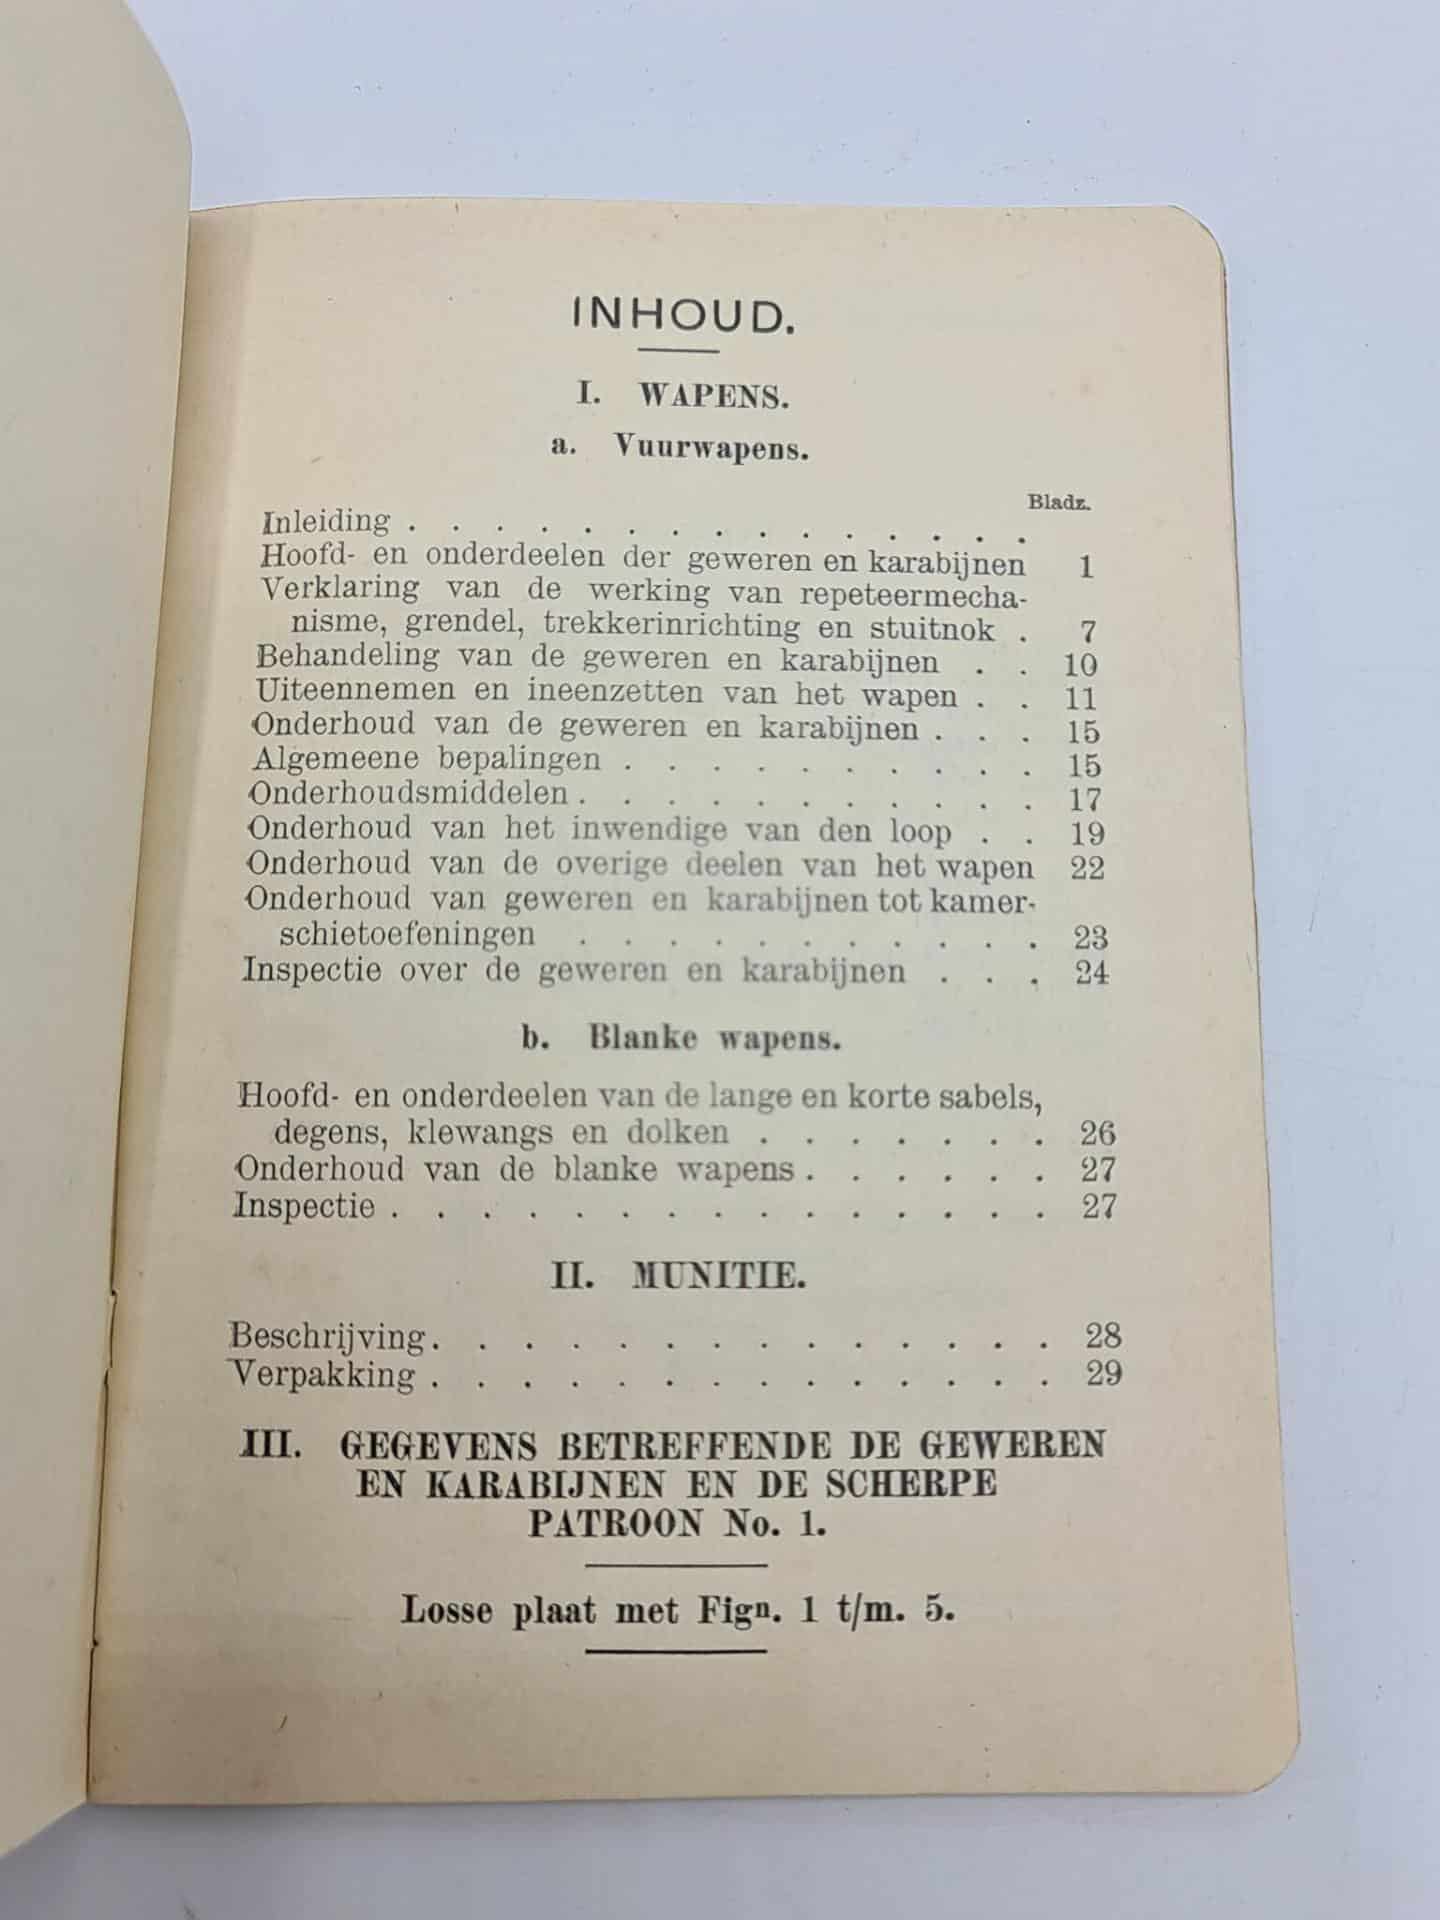 INHOUD.
I. WAPENS.
a. Vuurwapens.
Bladz.
Inleiding . . . . . . . . . . . . . . .
Hoofd- en onderdeelen der geweren en karabijnen 1
Verklaring van de werking van repeteermecha-
nisme, grendel, trekkerinrichting en stuitnok . 7
Behandeling van de geweren en karabijnen . . 10
Uiteennemen en ineenzetten van het wapen . . 11
Onderhoud van de geweren en karabijnen . . . 15
Algemeene bepalingen . . . . . . . . . . 15
Onderhoudsmiddelen . . . . . . . . . . . 17
Onderhoud van het inwendige van den loop . . 19
Onderhoud van de overige deelen van het wapen 22
Onderhoud van geweren en karabijnen tot kamer-
schietoefeningen . . . . . . . . . . . 23
Inspectie over de geweren en karabijnen . . . 24
b. Blanke wapens.
Hoofd- en onderdeelen van de lange en korte sabels,
degens, klewangs en dolken . . . . . . . 26
Onderhoud van de blanke wapens . . . . . . 27
Inspectie . . . . . . . . . . . . . . . 27
II. MUNITIE.
Beschrijving . . . . . . . . . . . . . . 28
Verpakking . . . . . . . . . . . . . . 29
III. GEGEVENS BETREFFENDE DE GEWEREN
EN KARABIJNEN EN DE SCHERPE
PATROON No. 1.
Losse plaat met Fign. 1 t/m. 5.